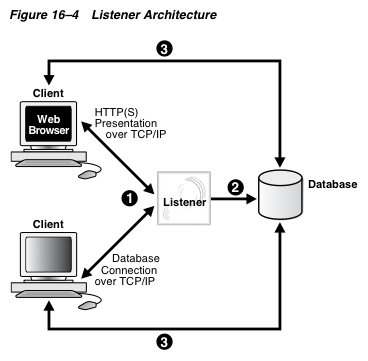 Figure 16–4 Listener Architecture
3
Client
Web
Browser
HTTP(S)
Presentation
over TCP/IP
1
Listener
2
Database
Client
Database
Connection
over TCP/IP
3